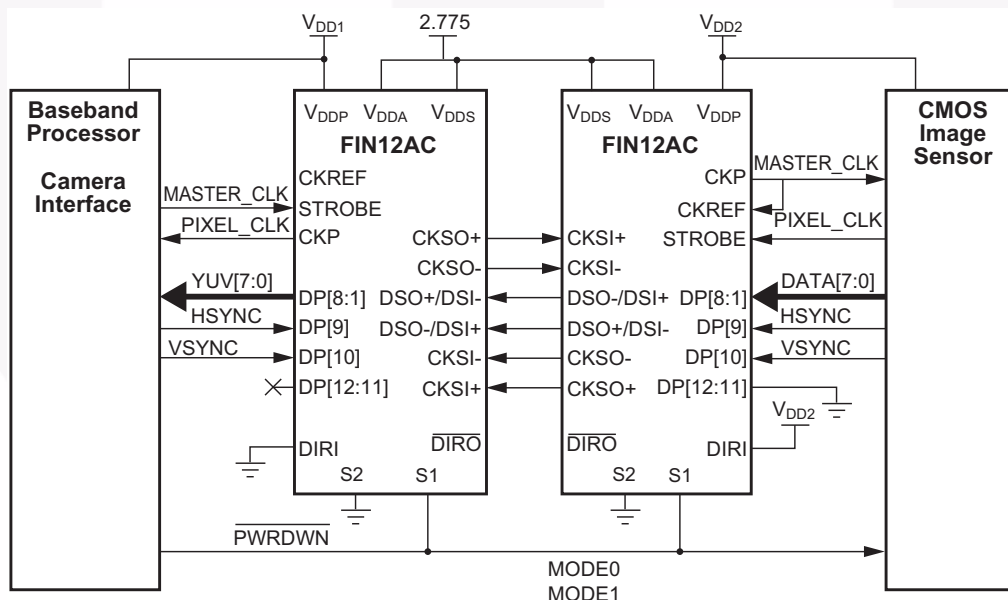 VDD1
2.775
VDD2
Baseband
Processor
Camera
Interface
VDDP VDDA VDDS
FIN12AC
VDDS VDDA VDDP
FIN12AC
CMOS
Image
Sensor
MASTER_CLK
PIXEL_CLK
YUV[7:0]
HSYNC
VSYNC
CKREF
STROBE
CKP
DP[8:1]
DP[9]
DP[10]
DP[12:11]
DIRI
CKSO+
CKSO-
DSO+/DSI-
DSO-/DSI+
CKSI-
CKSI+
DIRO
S2 S1
CKSI+
CKSI-
DSO-/DSI+
DSO+/DSI-
CKSO-
CKSO+
DIRO
S2 S1
CKP
CKREF
STROBE
DP[8:1]
DP[9]
DP[10]
DP[12:11]
DIRI
MASTER_CLK
PIXEL_CLK
DATA[7:0]
HSYNC
VSYNC
VDD2
PWRDWN
MODE0
MODE1